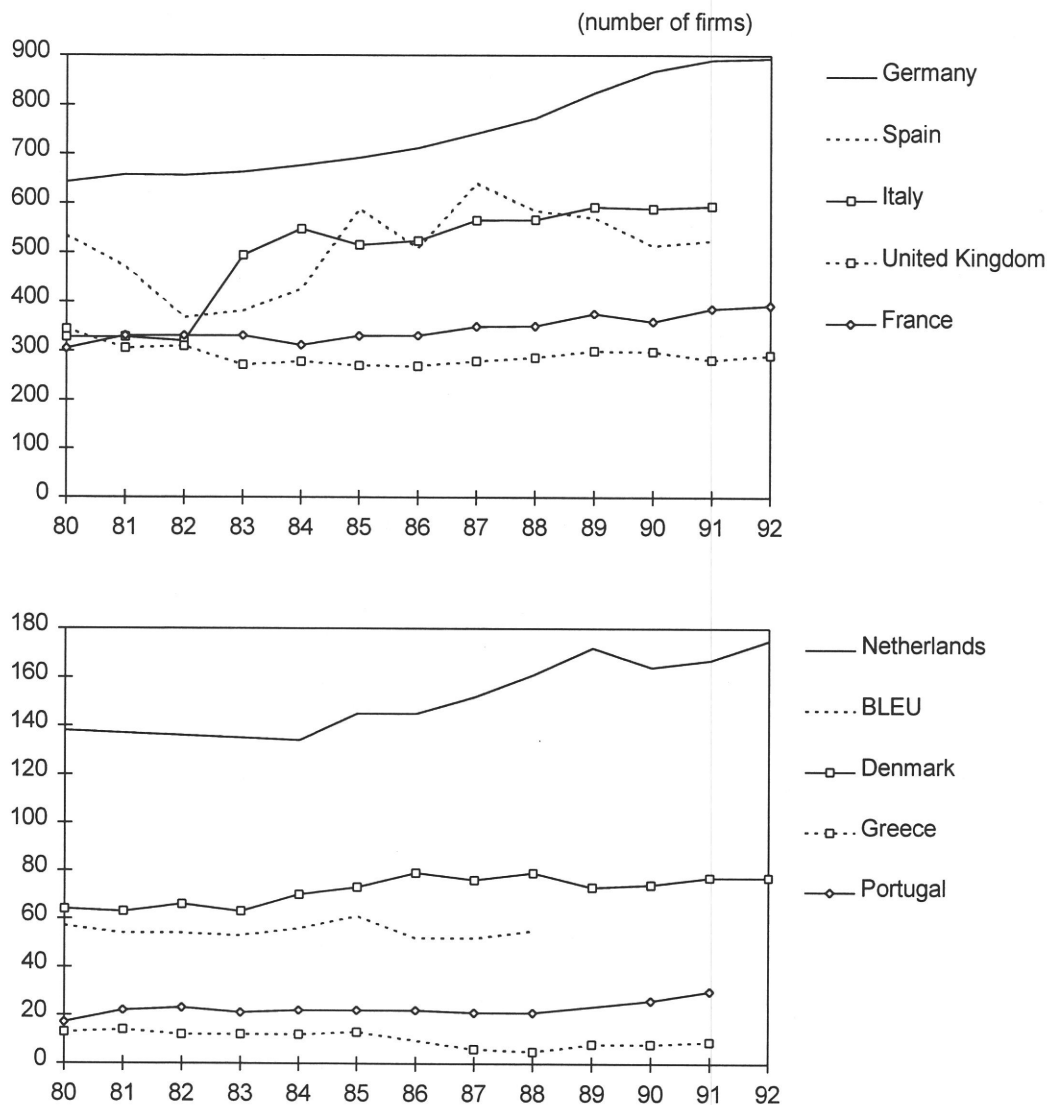 (number of firms)
900
800
700
600
500
400
300
200
100
0
80 81 82 83 84 85 86 87 88 89 90 91 92
Germany
Spain
Italy
United Kingdom
France
180
160
140
120
100
80
60
40
20
0
80 81 82 83 84 85 86 87 88 89 90 91 92
Netherlands
BLEU
Denmark
Greece
Portugal